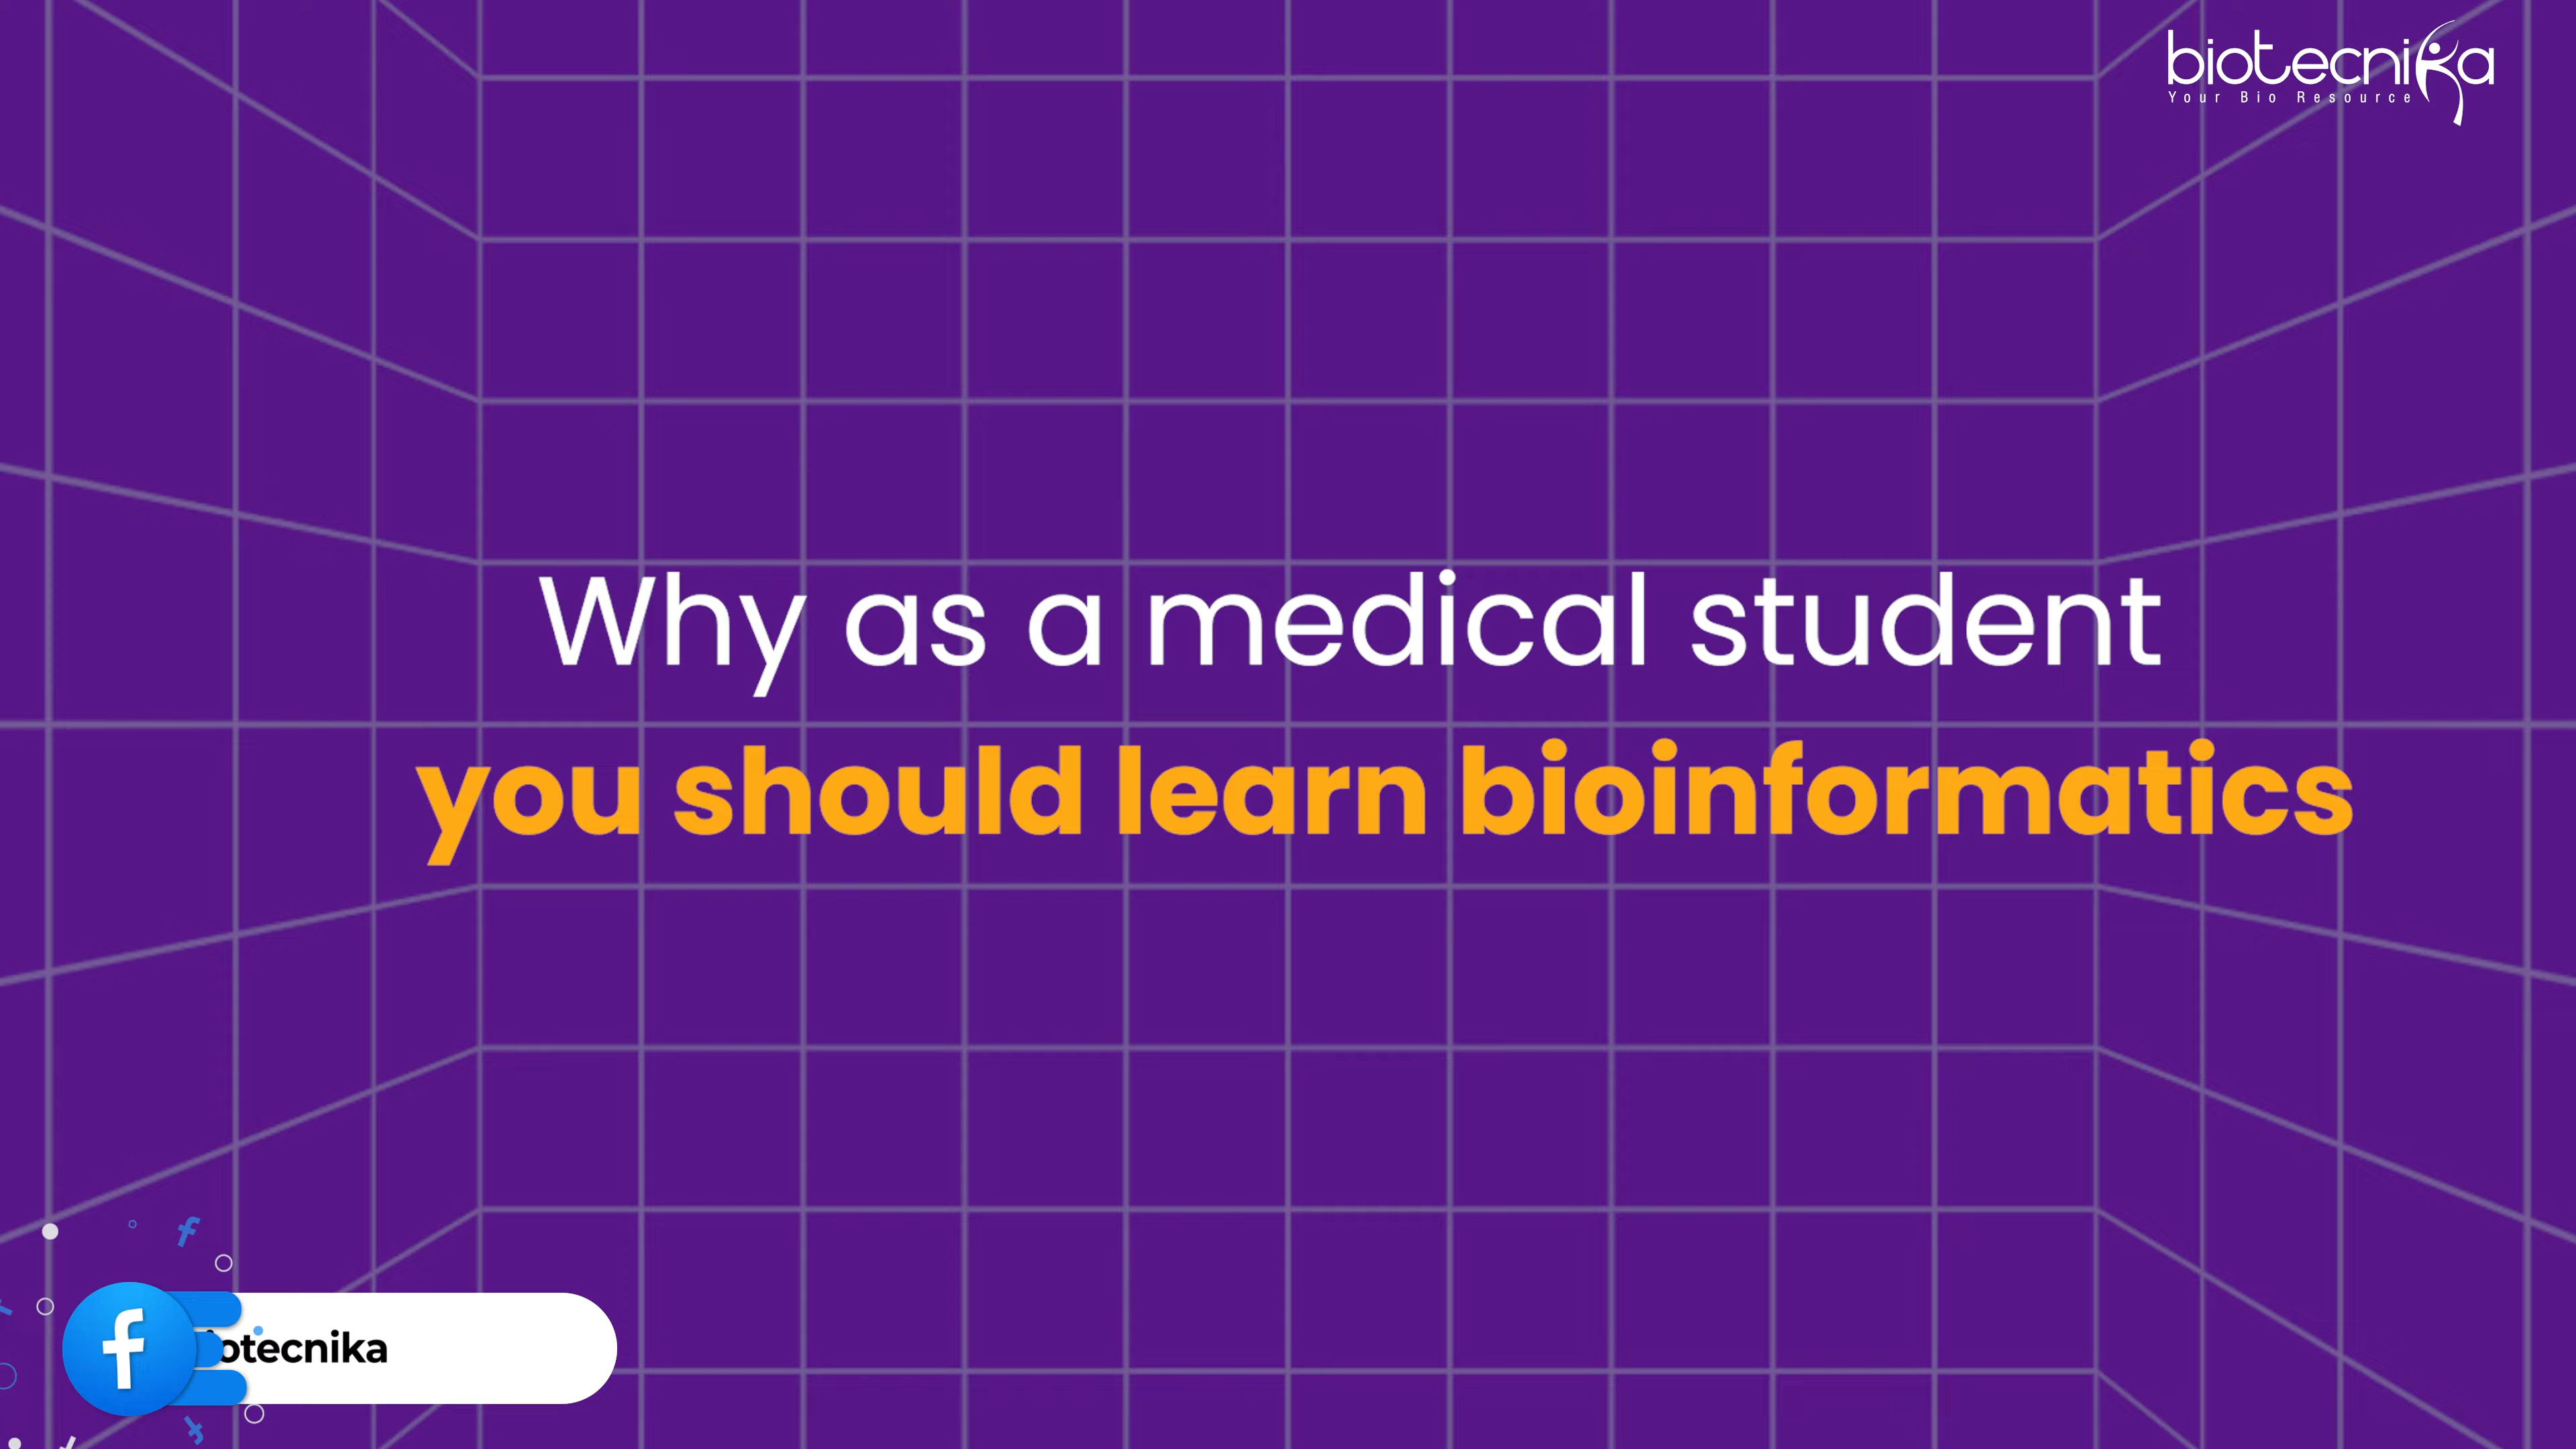 biotecnika
Your Bio Resource
Why as a medical student
you should learn bioinformatics